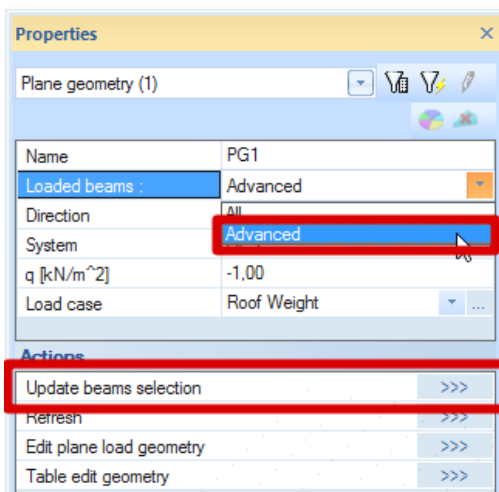 Properties
Plane geometry (1)
Name PG1
Loaded beams : Advanced
Direction All
Advanced
System
q [kN/m^2] -1,00
Load case Roof Weight ...
Actions
Update beams selection >>>
Refresh >>>
Edit plane load geometry >>>
Table edit geometry >>>